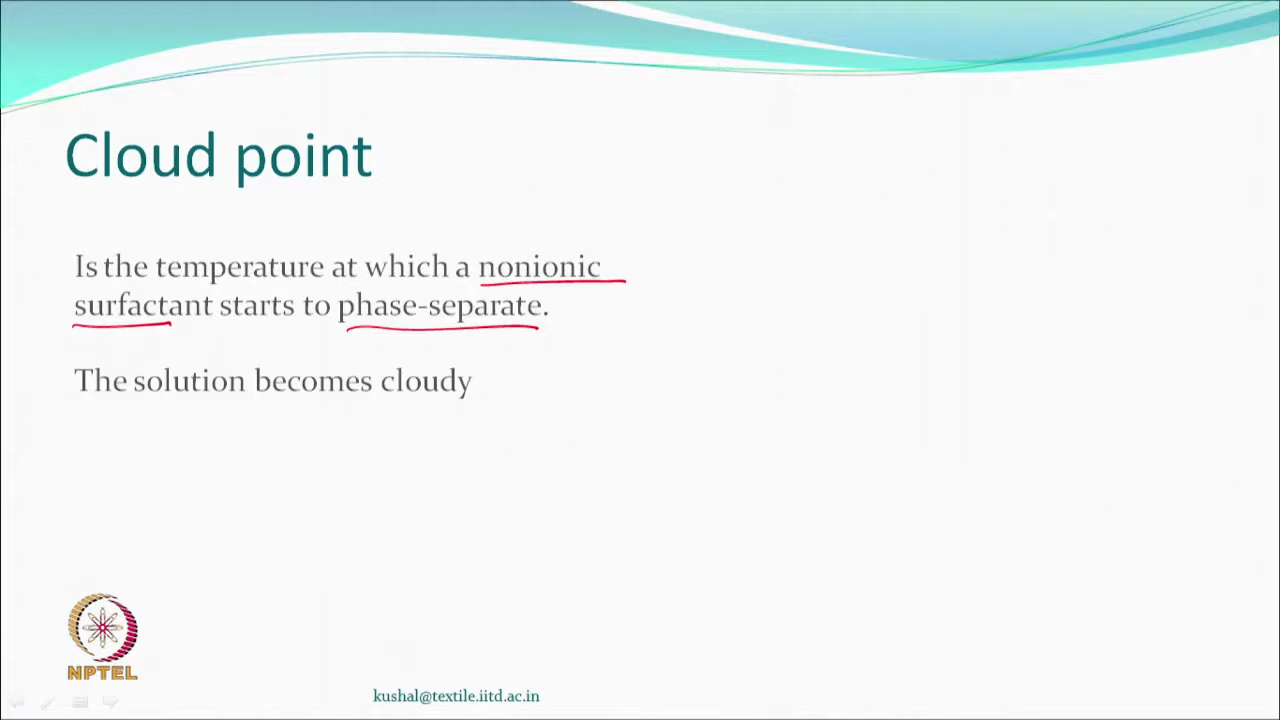 Cloud point
Is the temperature at which a nonionic
surfactant starts to phase-separate.
The solution becomes cloudy
NPTEL
kushal@textile.iitd.ac.in